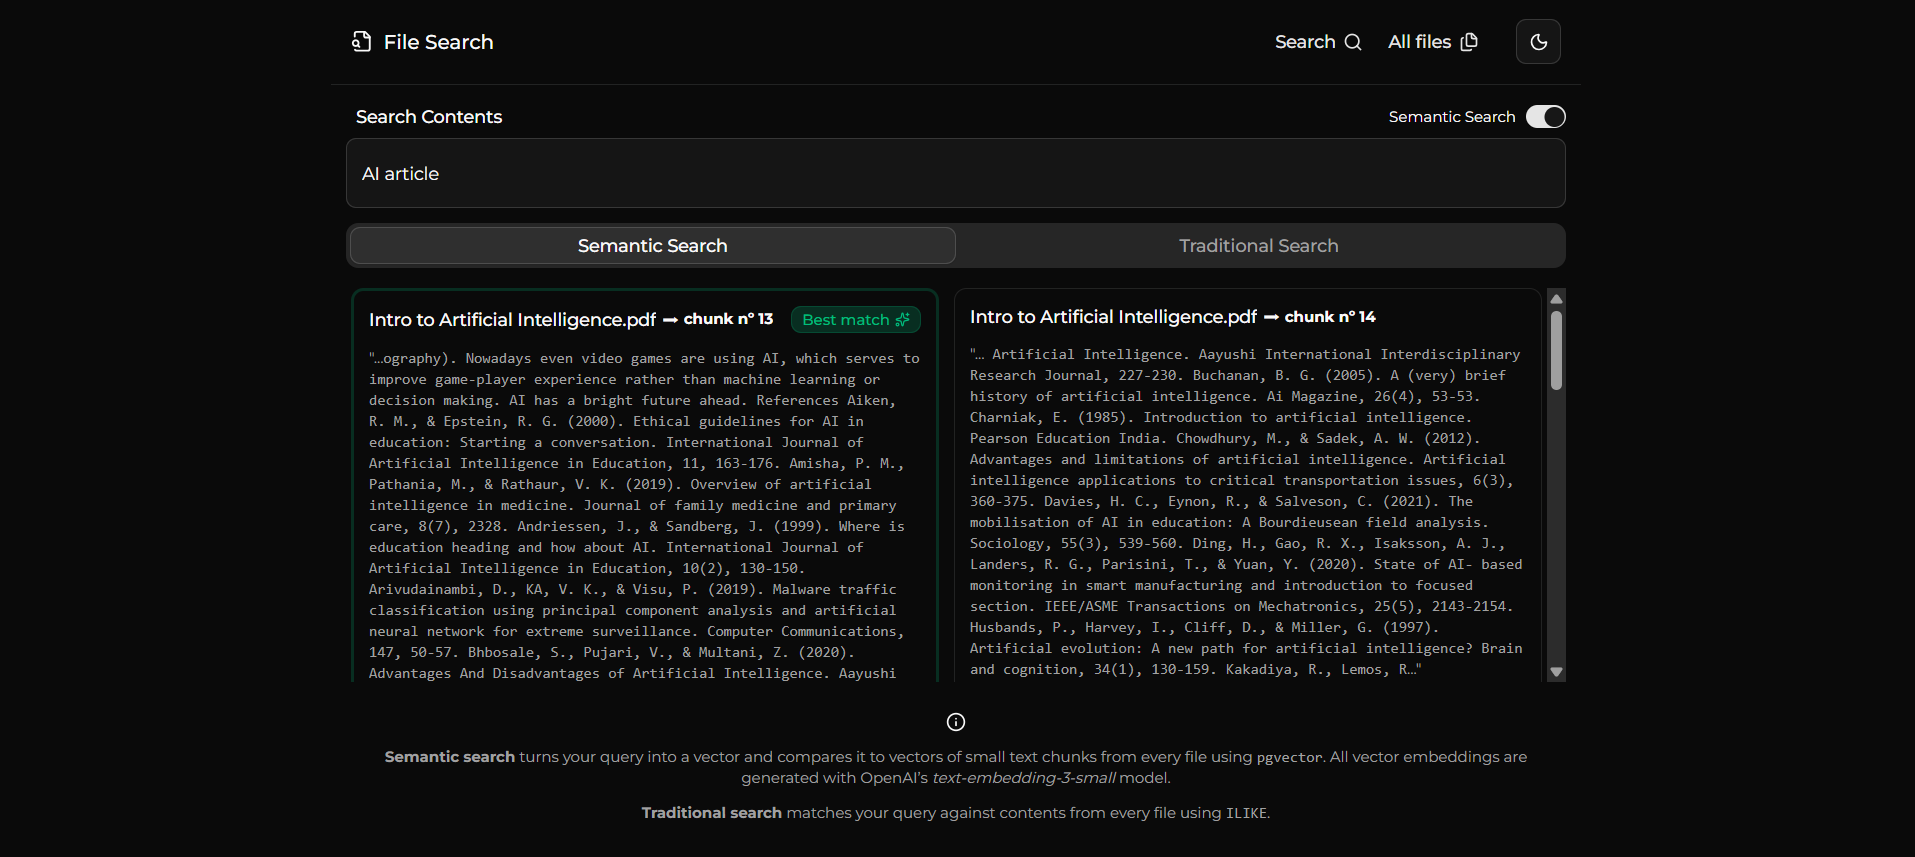 File Search
Search
All files
Search Contents
Semantic Search
AI article
Semantic Search
Traditional Search
Intro to Artificial Intelligence.pdf ➞ chunk nº 13
Best match
"…ography). Nowadays even video games are using AI, which serves to
improve game-player experience rather than machine learning or
decision making. AI has a bright future ahead. References Aiken,
R. M., & Epstein, R. G. (2000). Ethical guidelines for AI in
education: Starting a conversation. International Journal of
Artificial Intelligence in Education, 11, 163-176. Amisha, P. M.,
Pathania, M., & Rathaur, V. K. (2019). Overview of artificial
intelligence in medicine. Journal of family medicine and primary
care, 8(7), 2328. Andriessen, J., & Sandberg, J. (1999). Where is
education heading and how about AI. International Journal of
Artificial Intelligence in Education, 10(2), 130-150.
Arivudainambi, D., KA, V. K., & Visu, P. (2019). Malware traffic
classification using principal component analysis and artificial
neural network for extreme surveillance. Computer Communications,
147, 50-57. Bhbosale, S., Pujari, V., & Multani, Z. (2020).
Advantages And Disadvantages of Artificial Intelligence. Aayushi
Intro to Artificial Intelligence.pdf ➞ chunk nº 14
"… Artificial Intelligence. Aayushi International Interdisciplinary
Research Journal, 227-230. Buchanan, B. G. (2005). A (very) brief
history of artificial intelligence. Ai Magazine, 26(4), 53-53.
Charniak, E. (1985). Introduction to artificial intelligence.
Pearson Education India. Chowdhury, M., & Sadek, A. W. (2012).
Advantages and limitations of artificial intelligence. Artificial
intelligence applications to critical transportation issues, 6(3),
360-375. Davies, H. C., Eynon, R., & Salveson, C. (2021). The
mobilisation of AI in education: A Bourdieusean field analysis.
Sociology, 55(3), 539-560. Ding, H., Gao, R. X., Isaksson, A. J.,
Landers, R. G., Parisini, T., & Yuan, Y. (2020). State of AI- based
monitoring in smart manufacturing and introduction to focused
section. IEEE/ASME Transactions on Mechatronics, 25(5), 2143-2154.
Husbands, P., Harvey, I., Cliff, D., & Miller, G. (1997).
Artificial evolution: A new path for artificial intelligence? Brain
and cognition, 34(1), 130-159. Kakadiya, R., Lemos, R…"
Semantic search turns your query into a vector and compares it to vectors of small text chunks from every file using pgvector. All vector embeddings are
generated with OpenAI’s text-embedding-3-small model.
Traditional search matches your query against contents from every file using ILIKE.